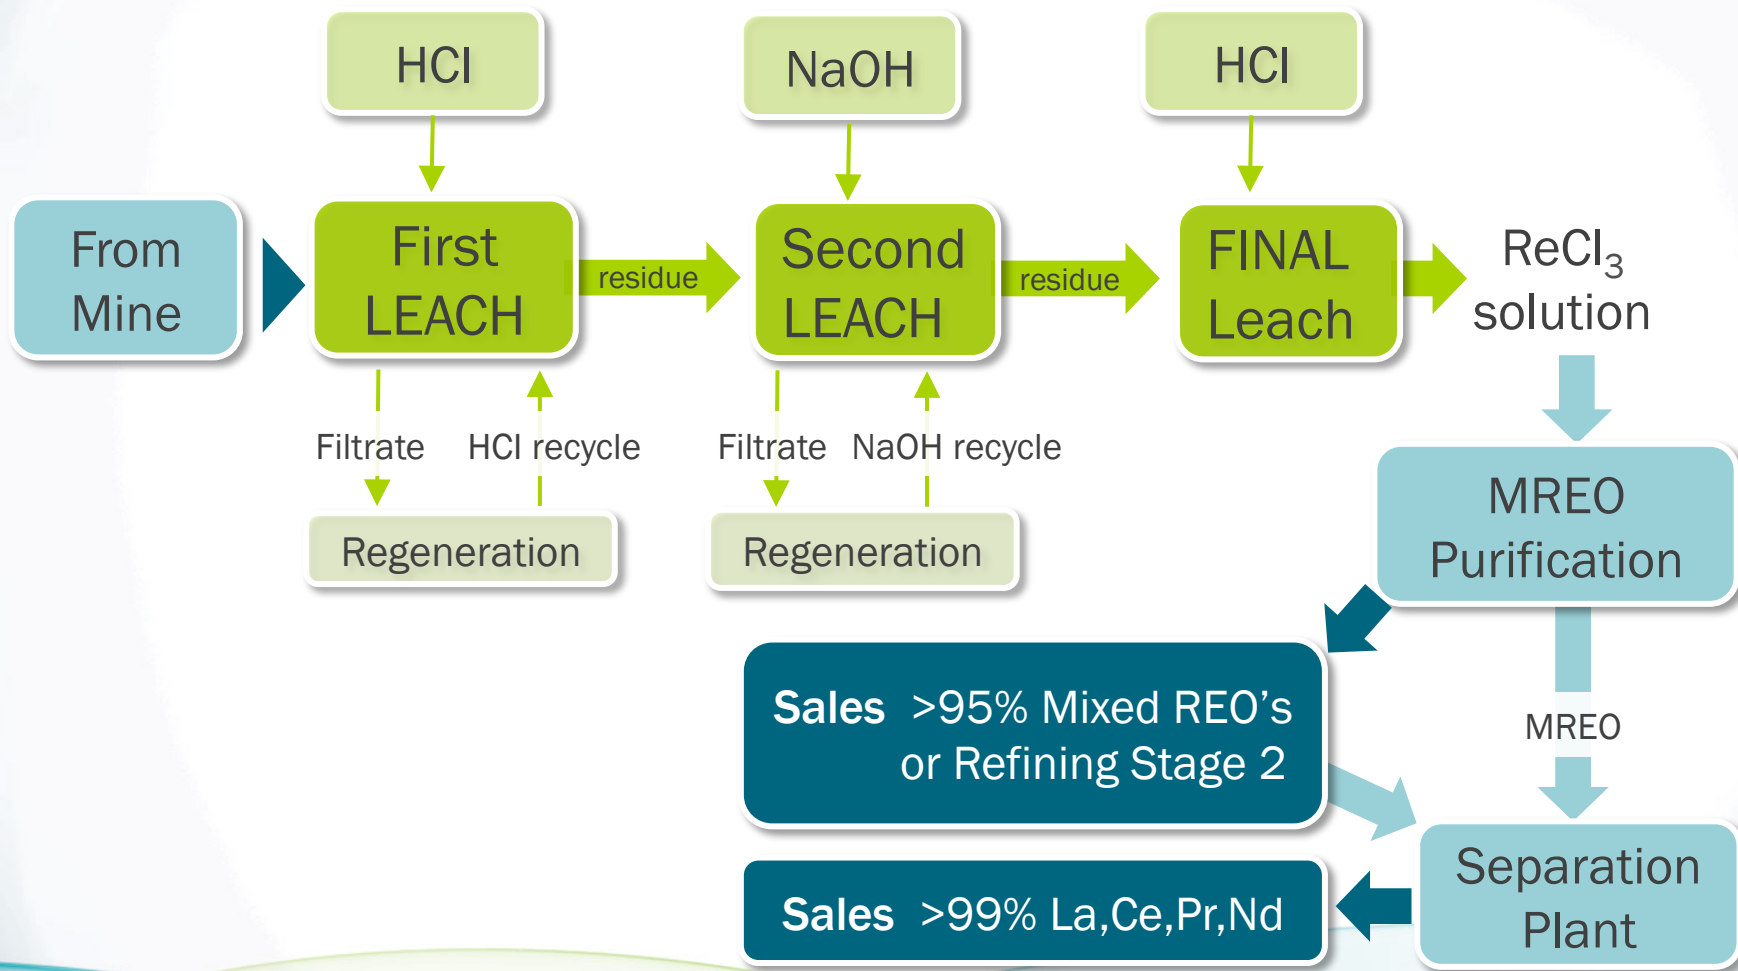 HCl
NaOH
HCl
From
Mine
First
LEACH
residue
Second
LEACH
residue
FINAL
Leach
ReCl₃
solution
Filtrate
HCl recycle
Filtrate
NaOH recycle
Regeneration
Regeneration
MREO
Purification
Sales >95% Mixed REO’s
or Refining Stage 2
MREO
Separation
Plant
Sales >99% La,Ce,Pr,Nd